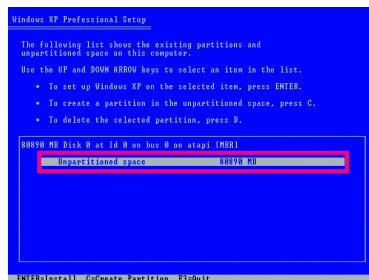 Windows XP Professional Setup
The following list shows the existing partitions and
unpartitioned space on this computer.
Use the UP and DOWN ARROW keys to select an item in the list.
• To set up Windows XP on the selected item, press ENTER.
• To create a partition in the unpartitioned space, press C.
• To delete the selected partition, press D.
80890 MB Disk 0 at Id 0 on bus 0 on atapi [MBR]
Unpartitioned space 80890 MB
ENTER=Install C=Create Partition F3=Quit